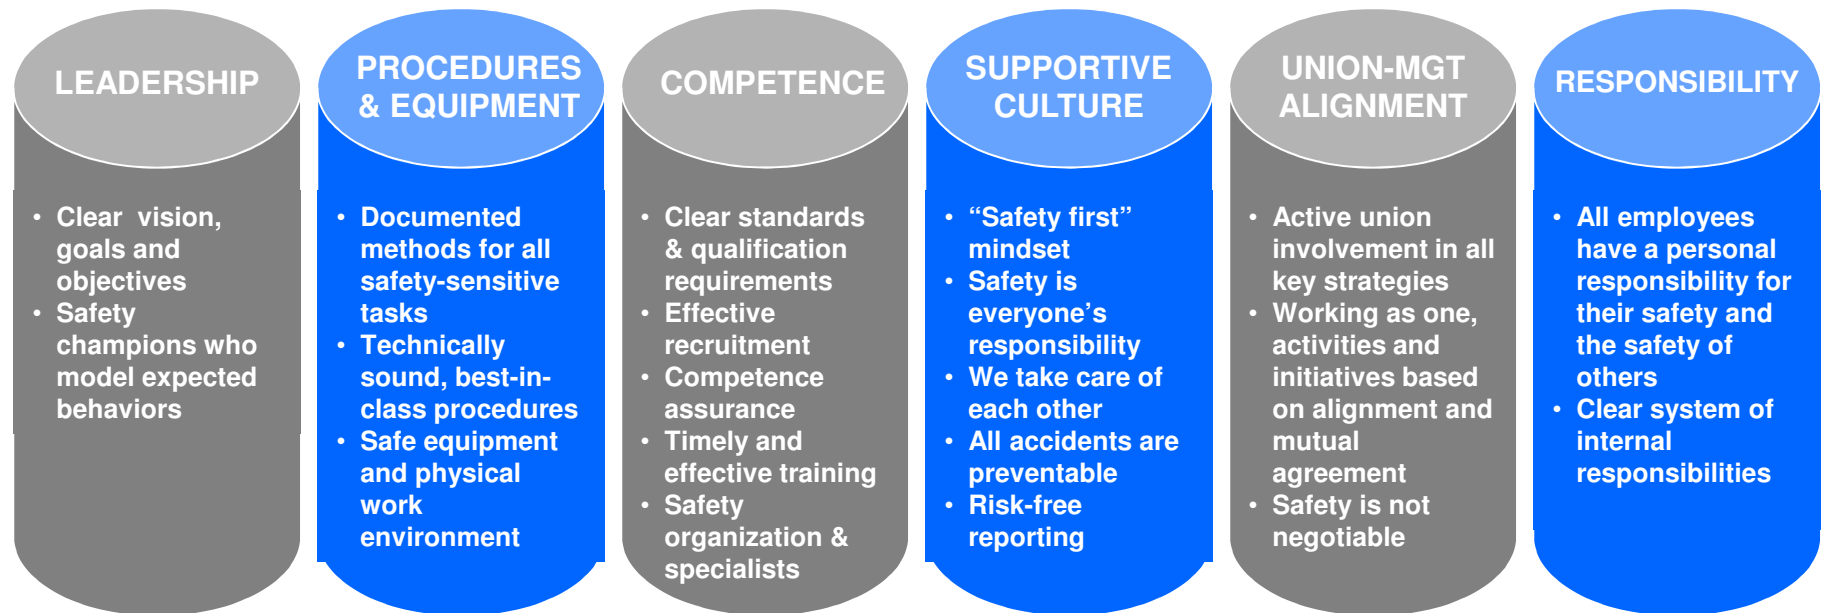 LEADERSHIP
• Clear vision,
goals and
objectives
• Safety
champions who
model expected
behaviors
PROCEDURES
& EQUIPMENT
• Documented
methods for all
safety-sensitive
tasks
• Technically
sound, best-in-
class procedures
• Safe equipment
and physical
work
environment
COMPETENCE
• Clear standards
& qualification
requirements
• Effective
recruitment
• Competence
assurance
• Timely and
effective training
• Safety
organization &
specialists
SUPPORTIVE
CULTURE
• “Safety first”
mindset
• Safety is
everyone’s
responsibility
• We take care of
each other
• All accidents are
preventable
• Risk-free
reporting
UNION-MGT
ALIGNMENT
• Active union
involvement in all
key strategies
• Working as one,
activities and
initiatives based
on alignment and
mutual
agreement
• Safety is not
negotiable
RESPONSIBILITY
• All employees
have a personal
responsibility for
their safety and
the safety of
others
• Clear system of
internal
responsibilities